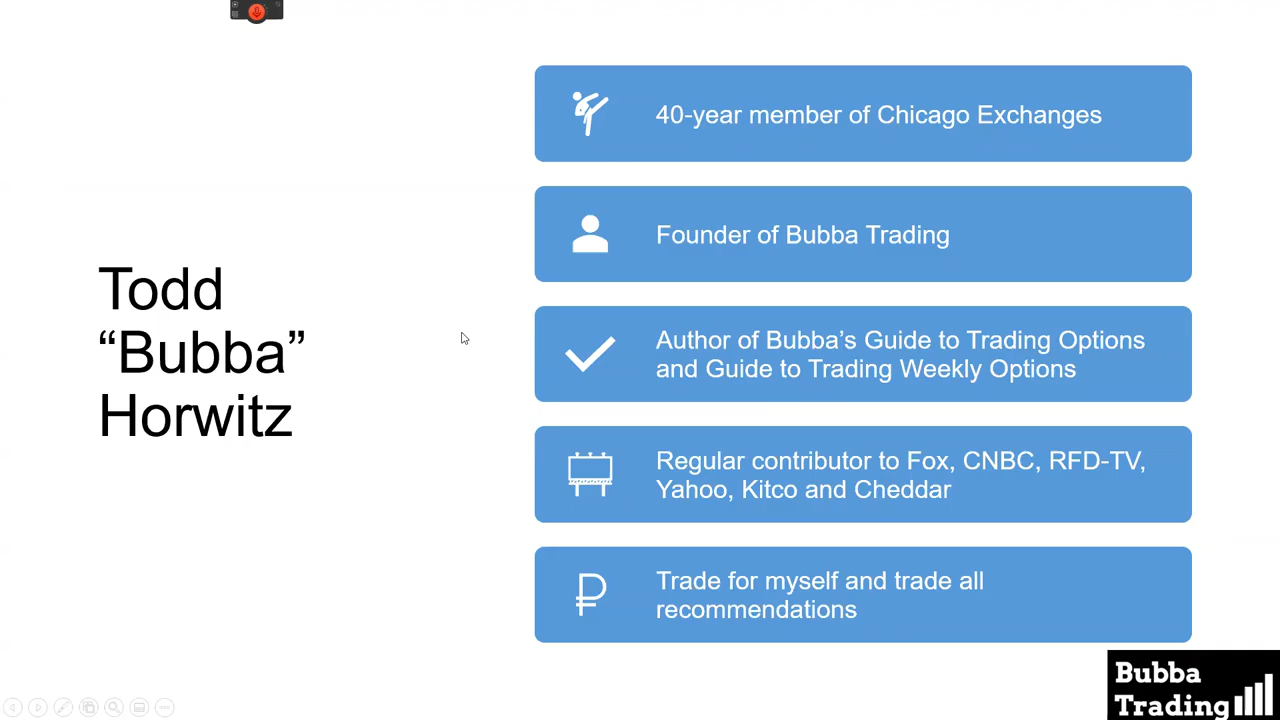 Todd
“Bubba”
Horwitz
40-year member of Chicago Exchanges
Founder of Bubba Trading
Author of Bubba’s Guide to Trading Options
and Guide to Trading Weekly Options
Regular contributor to Fox, CNBC, RFD-TV,
Yahoo, Kitco and Cheddar
Trade for myself and trade all
recommendations
Bubba
Trading